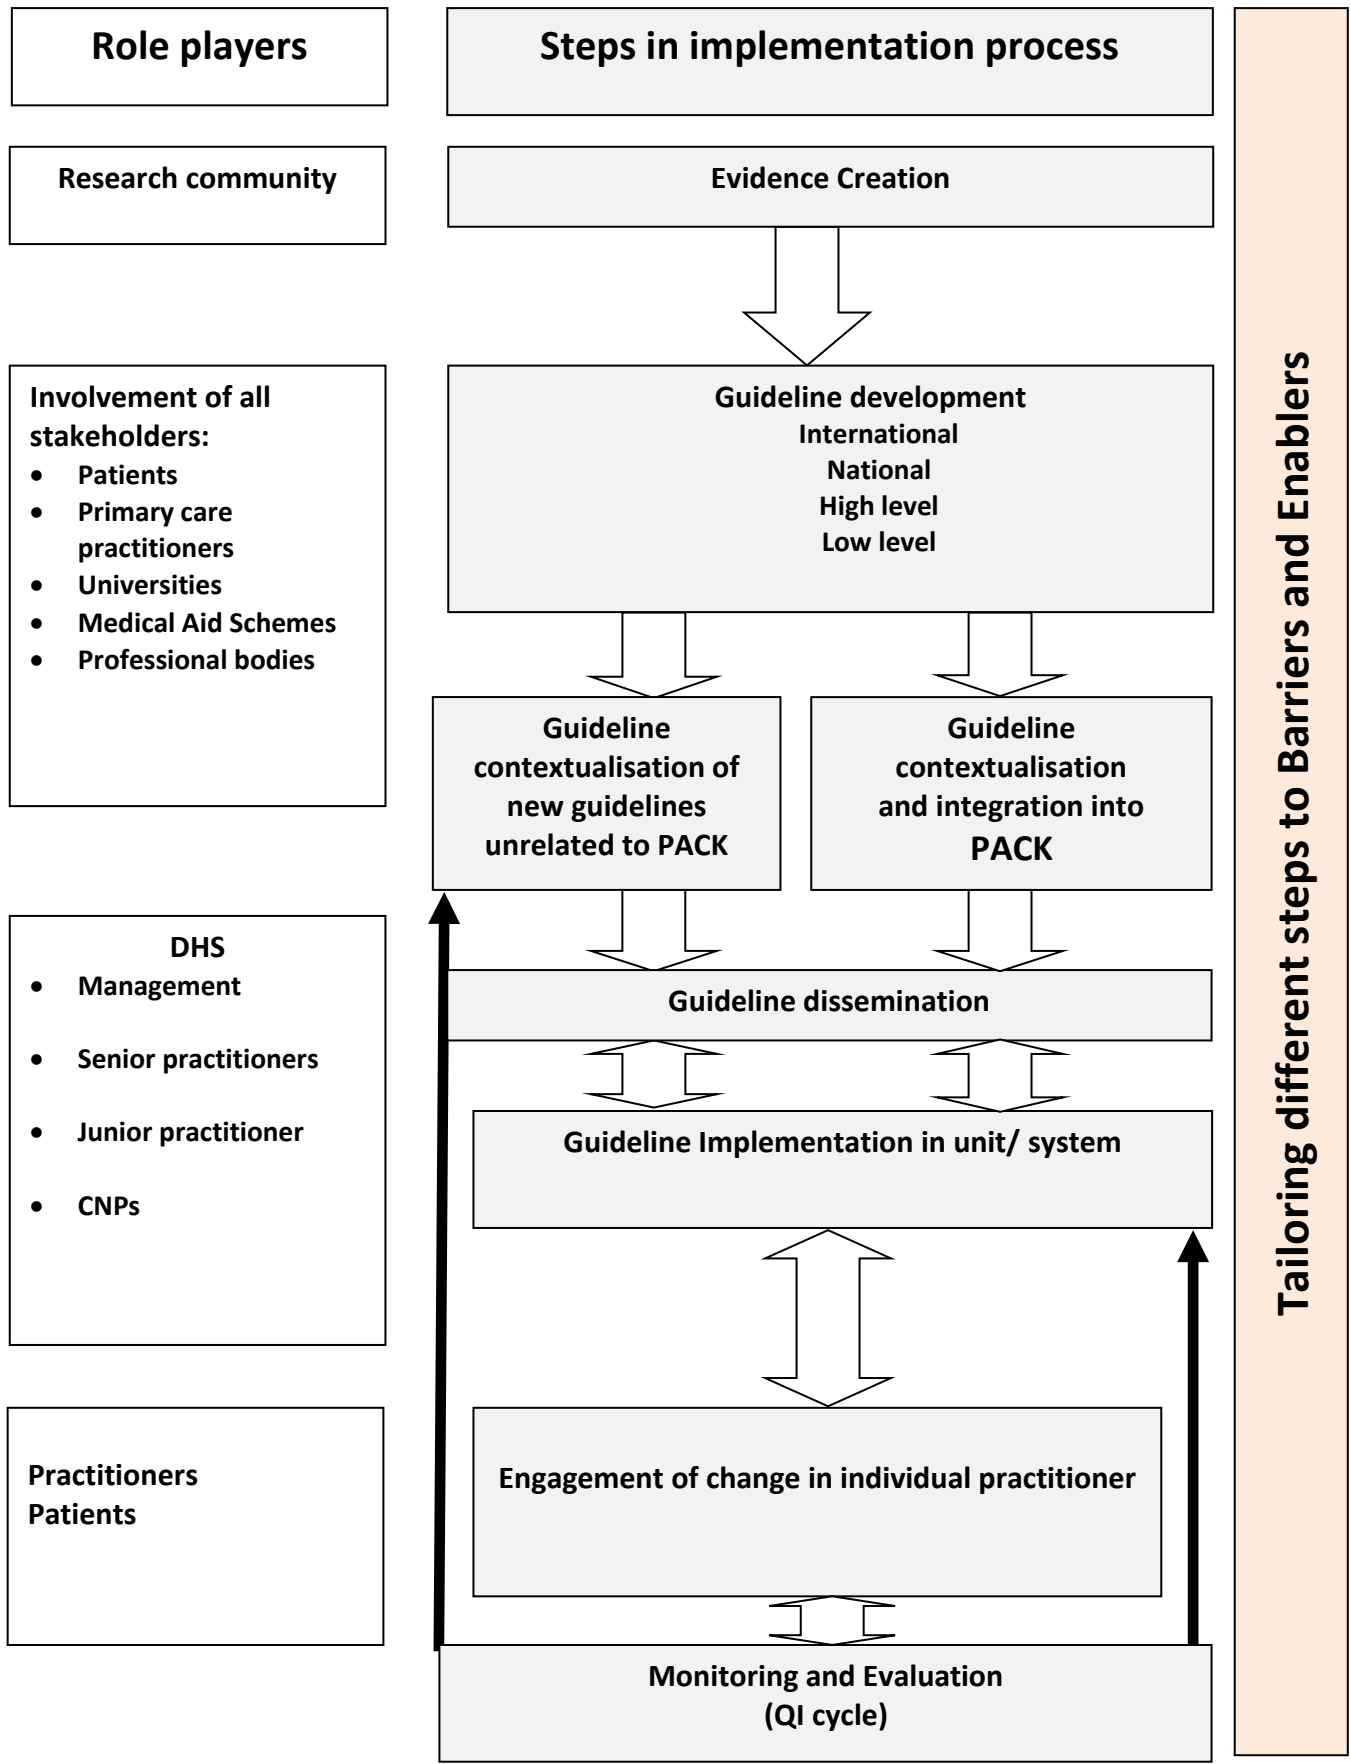 Role players
Steps in implementation process
Research community
Evidence Creation
Involvement of all
stakeholders:
• Patients
• Primary care
practitioners
• Universities
• Medical Aid Schemes
• Professional bodies
Guideline development
International
National
High level
Low level
Guideline
contextualisation of
new guidelines
unrelated to PACK
Guideline
contextualisation
and integration into
PACK
DHS
• Management
• Senior practitioners
• Junior practitioner
• CNPs
Guideline dissemination
Guideline Implementation in unit/ system
Practitioners
Patients
Engagement of change in individual practitioner
Monitoring and Evaluation
(QI cycle)
Tailoring different steps to Barriers and Enablers